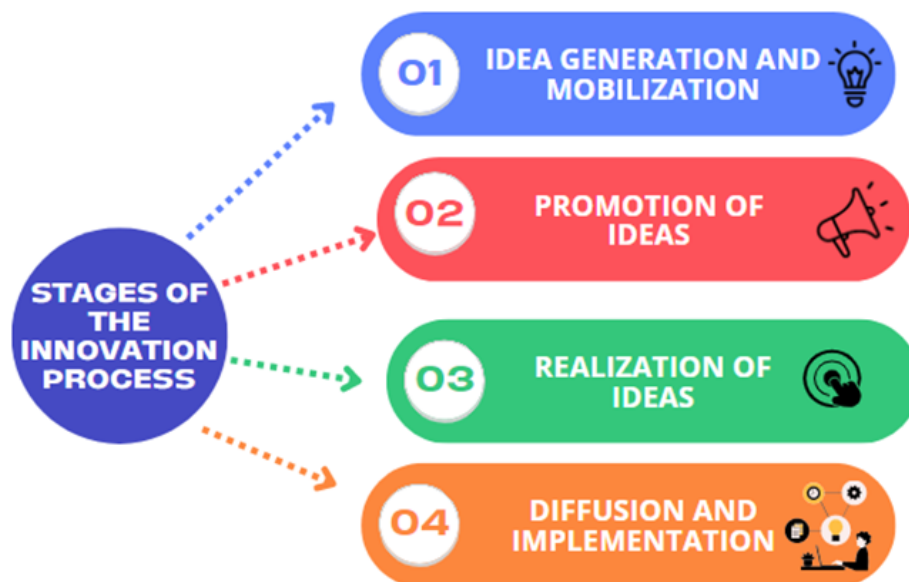 STAGES OF
THE
INNOVATION
PROCESS
01
IDEA GENERATION AND
MOBILIZATION
02
PROMOTION OF
IDEAS
03
REALIZATION OF
IDEAS
04
DIFFUSION AND
IMPLEMENTATION